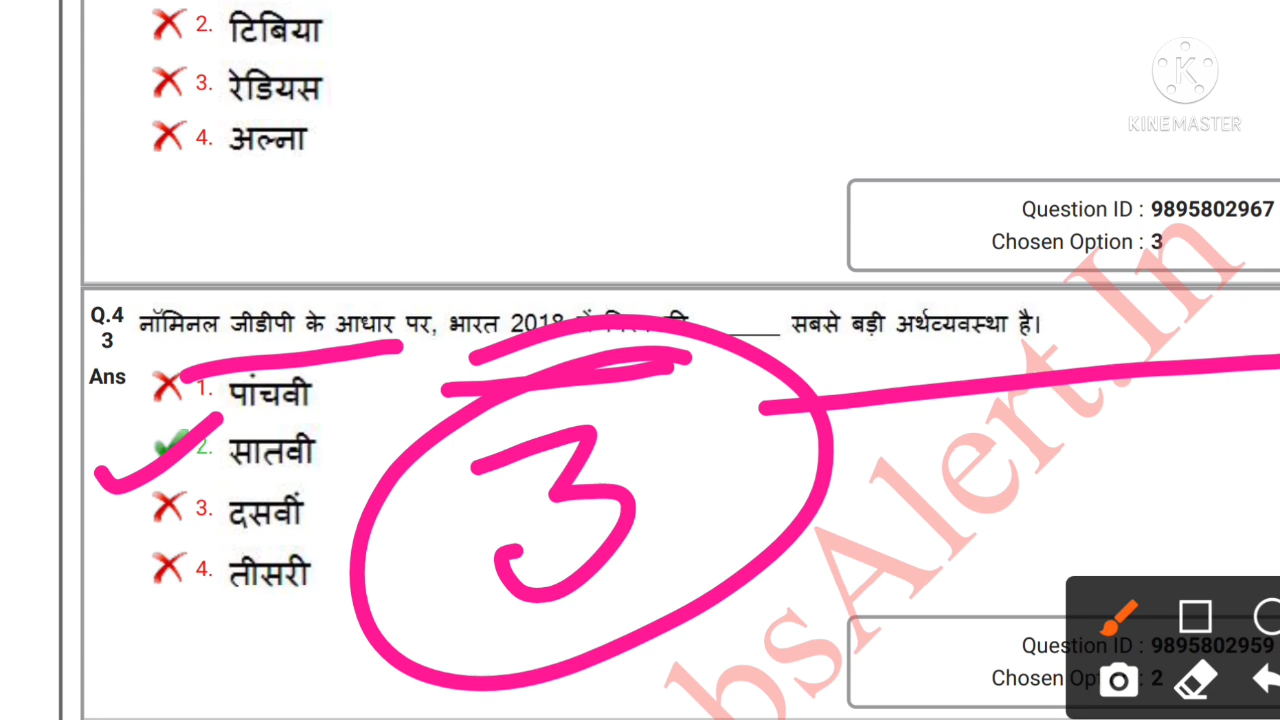 2. टिबिया
3. रेडियस
4. अल्ना
KINEMASTER
Question ID : 9895802967
Chosen Option : 3
Q.4
3
नॉमिनल जीडीपी के आधार पर, भारत 2018 में _____ सबसे बड़ी अर्थव्यवस्था है।
Ans
1. पांचवी
2. सातवी
3. दसवीं
4. तीसरी
3
bsAlert.In
Question ID : 9895802959
Chosen Op : 2